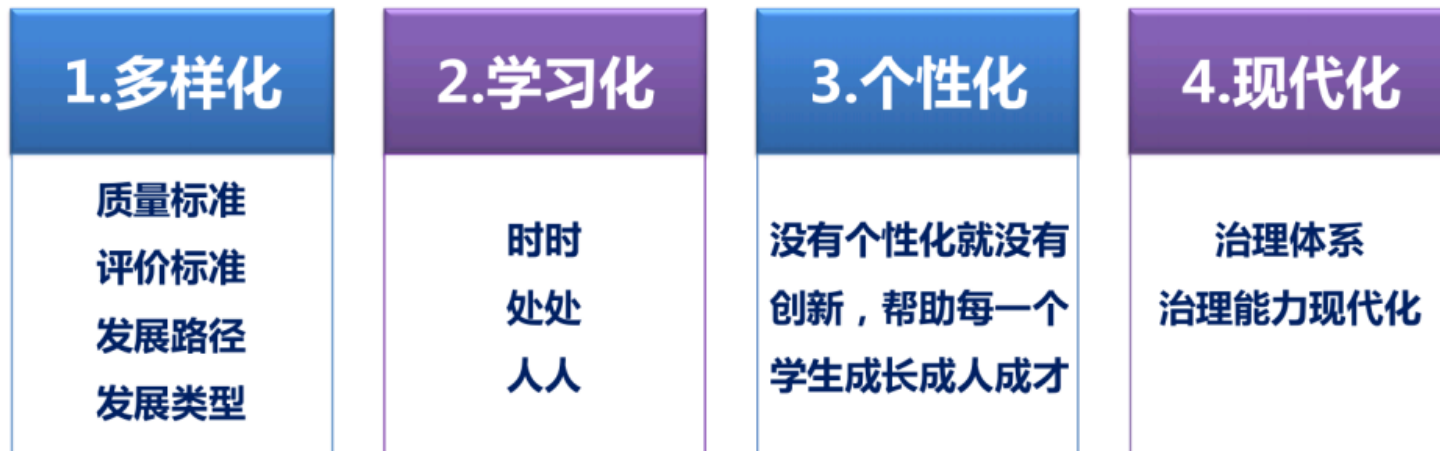 1.多样化
质量标准
评价标准
发展路径
发展类型
2.学习化
时时
处处
人人
3.个性化
没有个性化就没有
创新，帮助每一个
学生成长成人成才
4.现代化
治理体系
治理能力现代化